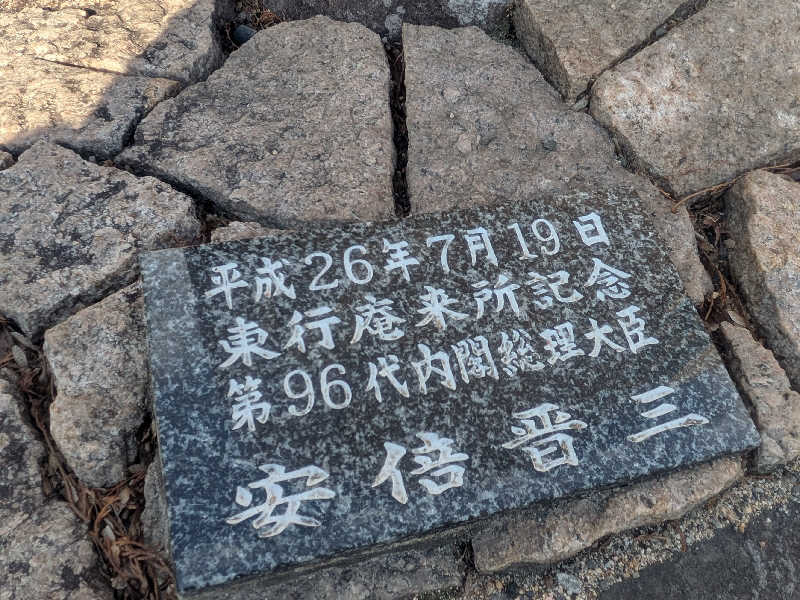 平成26年7月19日
東行庵来所記念
第96代内閣総理大臣
安倍晋三